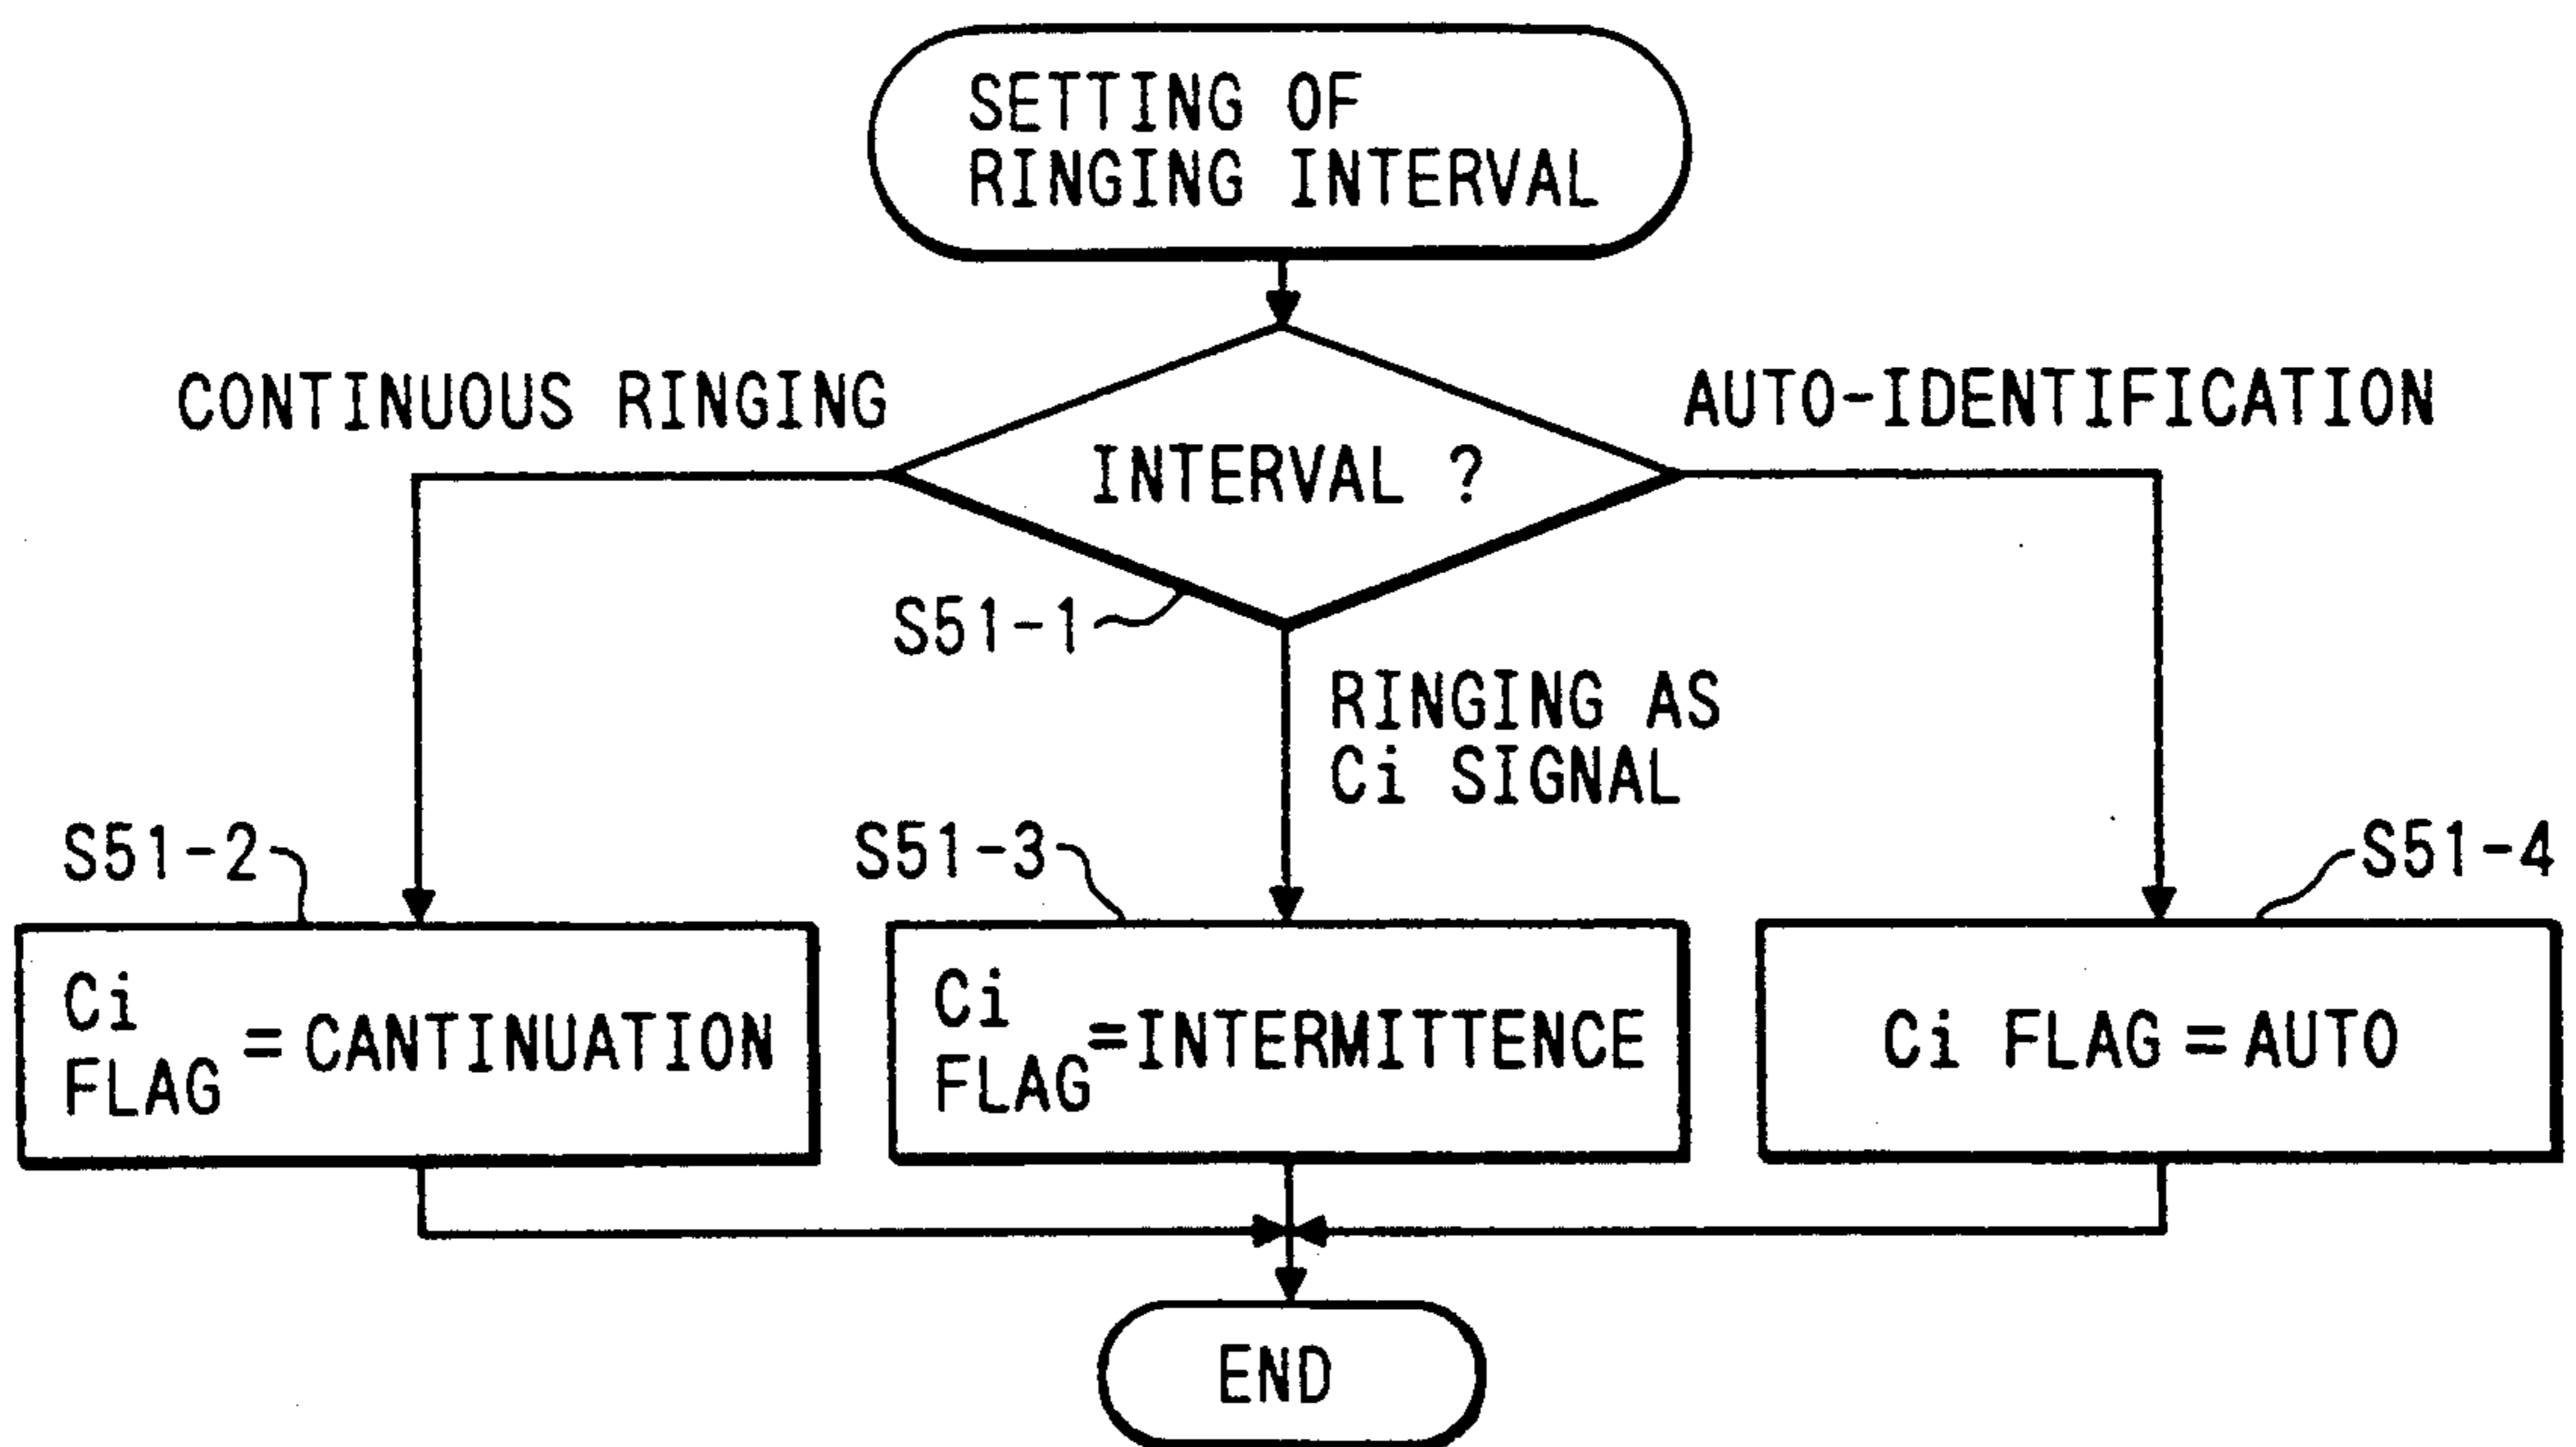 SETTING OF
RINGING INTERVAL
CONTINUOUS RINGING
INTERVAL ?
AUTO-IDENTIFICATION
S51-1
RINGING AS
Ci SIGNAL
S51-2
Ci
FLAG = CANTINUATION
S51-3
Ci
FLAG =INTERMITTENCE
S51-4
Ci FLAG = AUTO
END